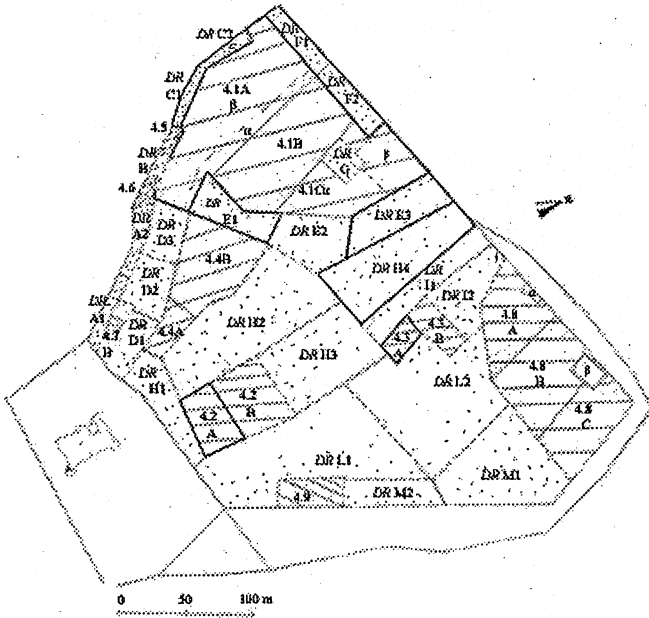 DR C2
DR F1
DR C1
4.1A
β
DR F2
4.5
α
4.1B
DR B
DR G
β
4.6
4.1Cα
DR A2
DR D3
DR E1
DR E2
DR E3
DR D2
4.4B
DR H4
DR I1
DR I2
α
DR A1
4.7
B
DR D1
4.4A
DR H2
4.8
A
DR H3
4.3
A
4.3
B
DR H1
4.8
B
β
4.2
A
4.2
B
DR L2
4.8
C
DR L1
DR M1
4.9
DR M2
0 50 100 m